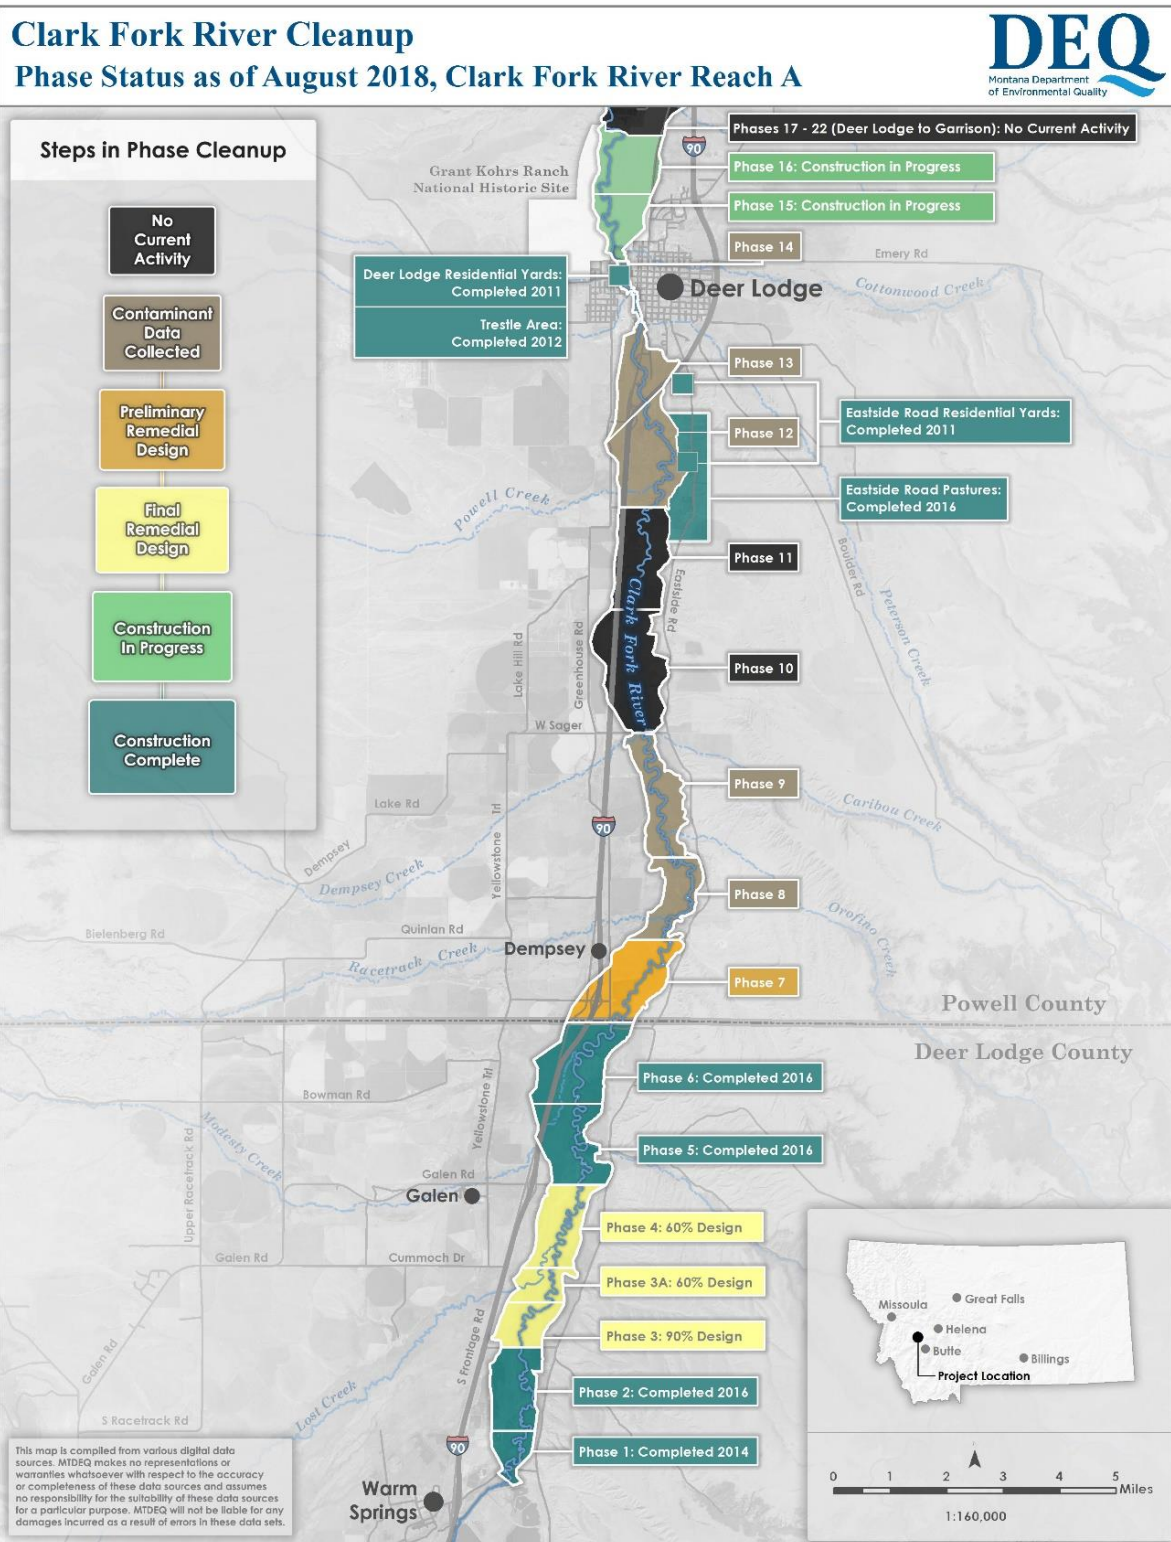 Clark Fork River Cleanup
Phase Status as of August 2018, Clark Fork River Reach A
DEQ
Montana Department
of Environmental Quality
Steps in Phase Cleanup
No
Current
Activity
Contaminant
Data
Collected
Preliminary
Remedial
Design
Final
Remedial
Design
Construction
In Progress
Construction
Complete
Phases 17 - 22 (Deer Lodge to Garrison): No Current Activity
90
Grant Kohrs Ranch
National Historic Site
Phase 16: Construction in Progress
Phase 15: Construction in Progress
Phase 14
Emery Rd
Deer Lodge Residential Yards:
Completed 2011
Trestle Area:
Completed 2012
Deer Lodge
Cottonwood Creek
Phase 13
Eastside Road Residential Yards:
Completed 2011
Phase 12
Eastside Road Pastures:
Completed 2016
Powell Creek
Phase 11
Boulder Rd
Eastside Rd
Peterson Creek
Clark Fork River
Lake Hill Rd
Greenhouse Rd
Phase 10
W Sager
Phase 9
Lake Rd
Caribou Creek
90
Yellowstone Trl
Dempsey
Dempsey Creek
Phase 8
Orofino Creek
Bielenberg Rd
Quinlan Rd
Racetrack Creek
Dempsey
Phase 7
Powell County
Deer Lodge County
Phase 6: Completed 2016
Bowman Rd
Yellowstone Trl
Modesty Creek
Upper Racetrack Rd
Phase 5: Completed 2016
Galen Rd
Galen
Phase 4: 60% Design
Galen Rd
Cummoch Dr
Phase 3A: 60% Design
Phase 3: 90% Design
S Frontage Rd
Galen Rd
Lost Creek
Phase 2: Completed 2016
S Racetrack Rd
90
Phase 1: Completed 2014
Warm
Springs
This map is compiled from various digital data
sources. MTDEQ makes no representations or
warranties whatsoever with respect to the accuracy
or completeness of these data sources and assumes
no responsibility for the suitability of these data sources
for a particular purpose. MTDEQ will not be liable for any
damages incurred as a result of errors in these data sets.
Missoula
Great Falls
Helena
Butte
Billings
Project Location
0 1 2 3 4 5
Miles
1:160,000